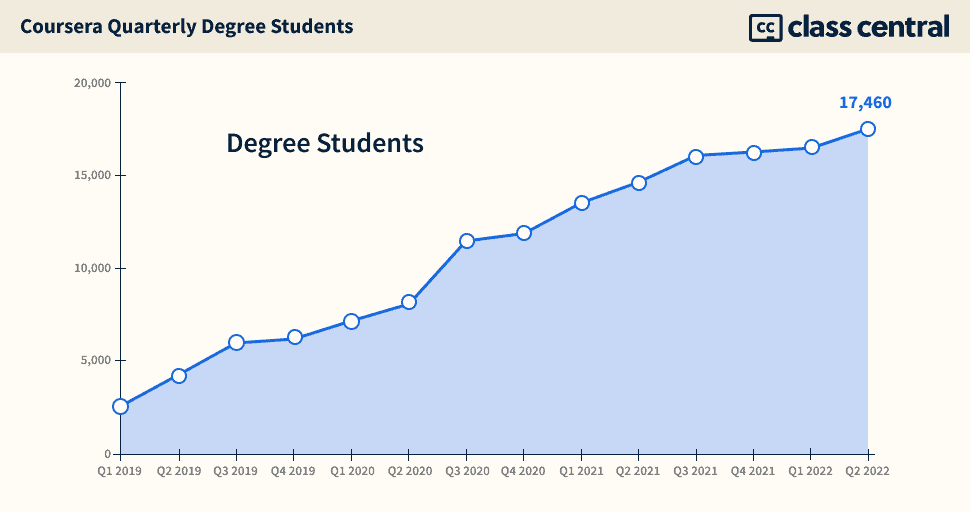 Coursera Quarterly Degree Students
cc class central
20,000
17,460
Degree Students
15,000
10,000
5,000
0
Q1 2019 Q2 2019 Q3 2019 Q4 2019 Q1 2020 Q2 2020 Q3 2020 Q4 2020 Q1 2021 Q2 2021 Q3 2021 Q4 2021 Q1 2022 Q2 2022